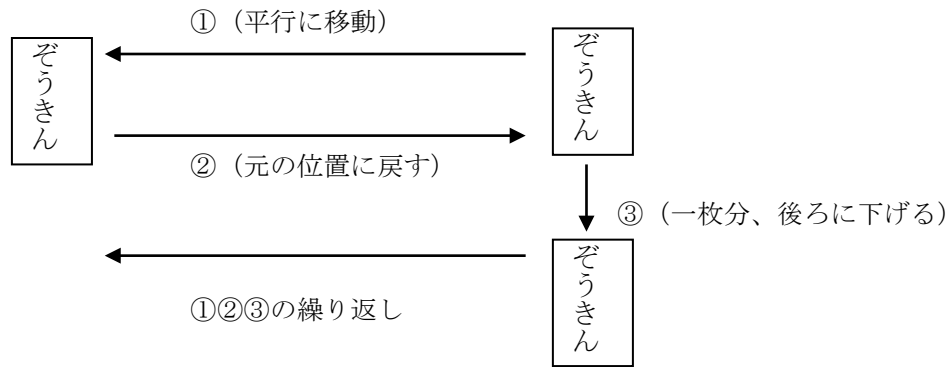 ①（平行に移動）
ぞうきん
ぞうきん
②（元の位置に戻す）
③（一枚分、後ろに下げる）
ぞうきん
①②③の繰り返し